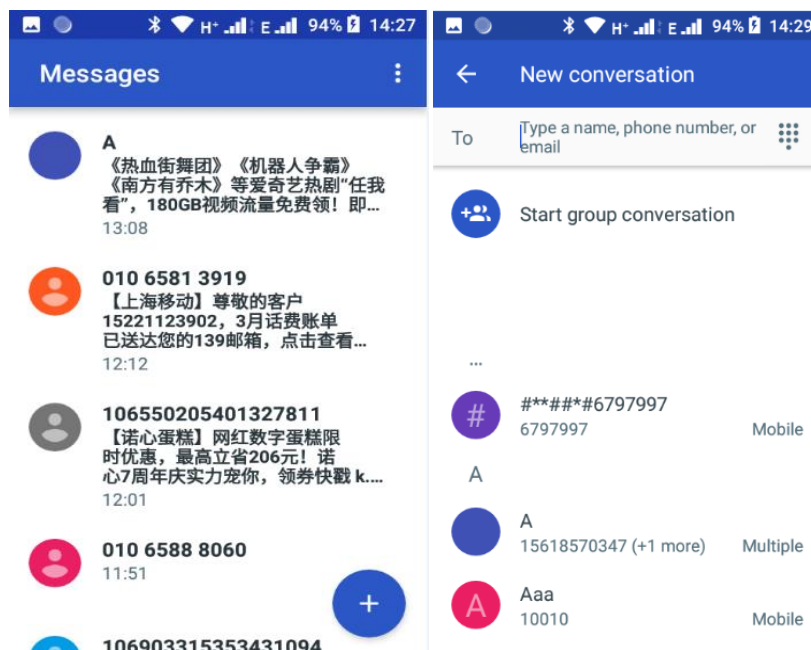 H+ E 94% 14:27
Messages
A
《热血街舞团》《机器人争霸》
《南方有乔木》等爱奇艺热剧“任我
看”，180GB视频流量免费领！即...
13:08
010 6581 3919
【上海移动】尊敬的客户
15221123902，3月话费账单
已送达您的139邮箱，点击查看...
12:12
106550205401327811
【诺心蛋糕】网红数字蛋糕限
时优惠，最高立省206元！诺
心7周年庆实力宠你，领券快戳 k....
12:01
010 6588 8060
11:51
+
106903315353431094
H+ E 94% 14:29
New conversation
To
Type a name, phone number, or
email
Start group conversation
...
# #**##*#6797997
6797997 Mobile
A
A
15618570347 (+1 more) Multiple
A Aaa
10010 Mobile